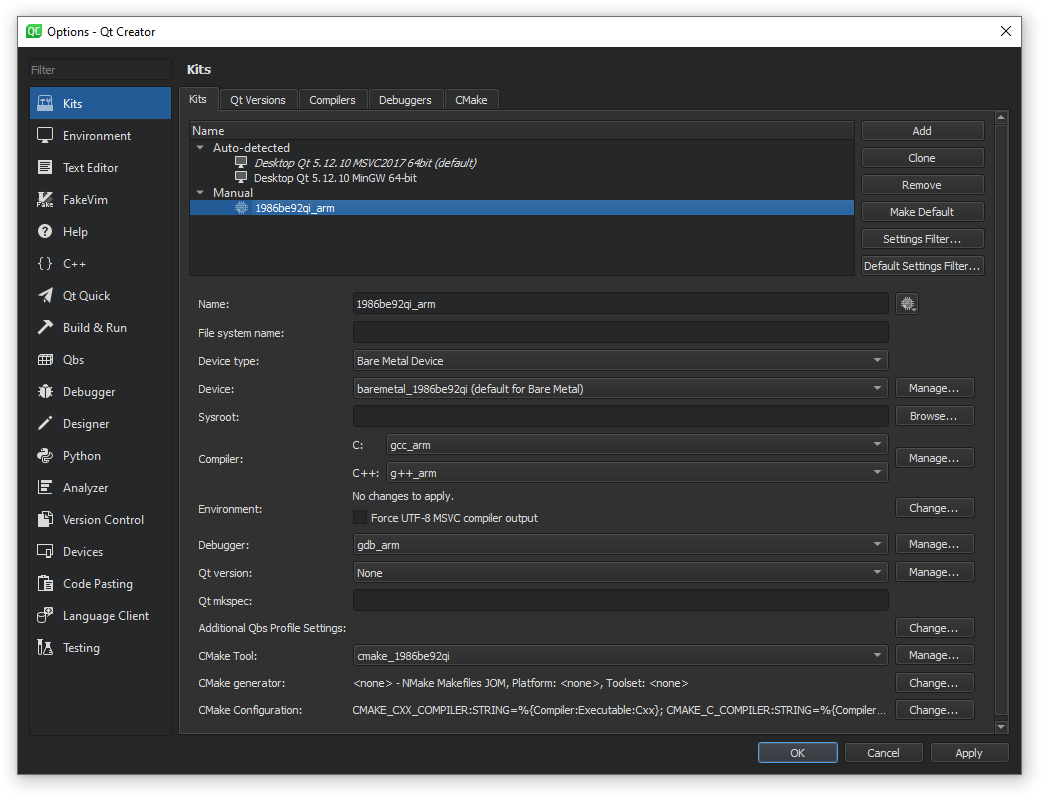 QC Options - Qt Creator
Filter
Kits
Environment
Text Editor
Fake FakeVim
Help
{} C++
Qt Quick
Build & Run
Qbs
Debugger
Designer
Python
Analyzer
Version Control
Devices
Code Pasting
Language Client
Testing
Kits
Kits Qt Versions Compilers Debuggers CMake
Name
Auto-detected
Desktop Qt 5.12.10 MSVC2017 64bit (default)
Desktop Qt 5.12.10 MinGW 64-bit
Manual
1986be92qi_arm
Add
Clone
Remove
Make Default
Settings Filter...
Default Settings Filter...
Name: 1986be92qi_arm
File system name:
Device type: Bare Metal Device
Device: baremetal_1986be92qi (default for Bare Metal) Manage...
Sysroot: Browse...
Compiler: C: gcc_arm Manage...
C++: g++_arm
Environment: No changes to apply. Change...
Force UTF-8 MSVC compiler output
Debugger: gdb_arm Manage...
Qt version: None Manage...
Qt mkspec:
Additional Qbs Profile Settings: Change...
CMake Tool: cmake_1986be92qi Manage...
CMake generator: <none> - NMake Makefiles JOM, Platform: <none>, Toolset: <none> Change...
CMake Configuration: CMAKE_CXX_COMPILER:STRING=%{Compiler:Executable:Cxx}; CMAKE_C_COMPILER:STRING=%{Compiler... Change...
OK Cancel Apply